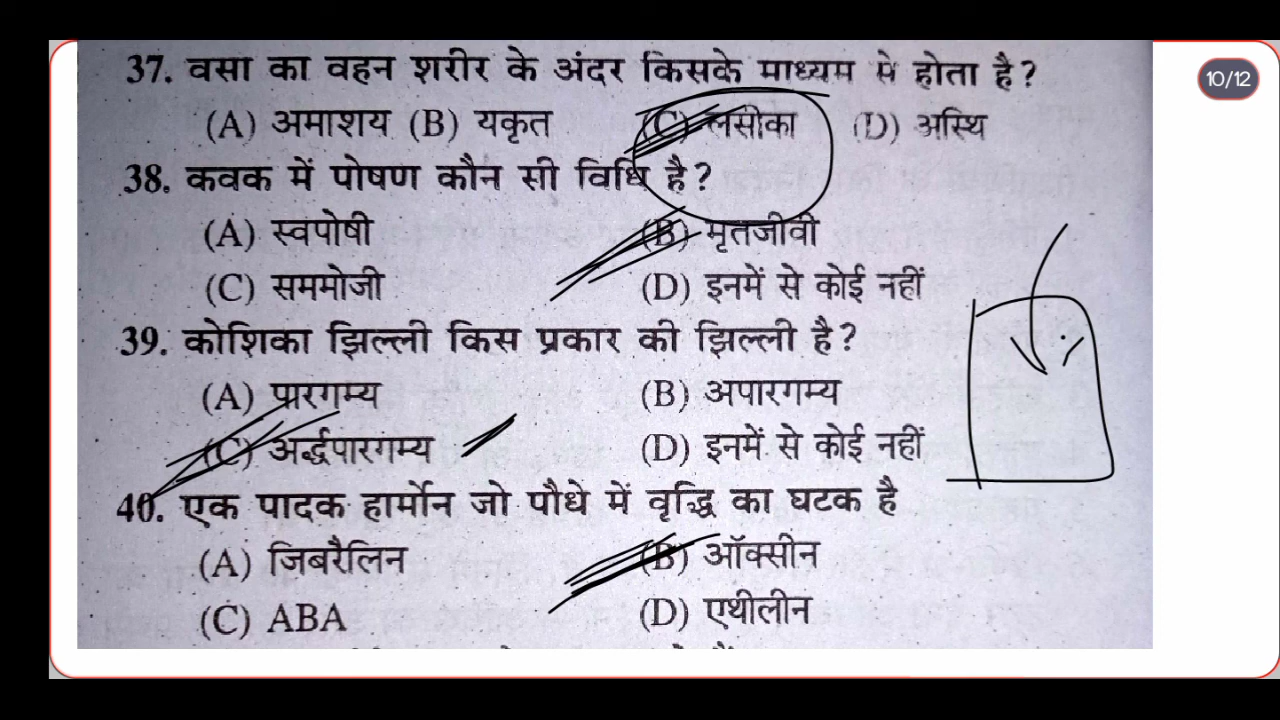 37. वसा का वहन शरीर के अंदर किसके माध्यम से होता है?
10/12
(A) अमाशय (B) यकृत (C) लसीका (D) अस्थि
38. कवक में पोषण कौन सी विधि है?
(A) स्वपोषी (B) मृतजीवी
(C) सममोजी (D) इनमें से कोई नहीं
39. कोशिका झिल्ली किस प्रकार की झिल्ली है?
(A) पारगम्य (B) अपारगम्य
(C) अर्द्धपारगम्य (D) इनमें से कोई नहीं
40. एक पादक हार्मोन जो पौधे में वृद्धि का घटक है
(A) जिबरैलिन (B) ऑक्सीन
(C) ABA (D) एथीलीन